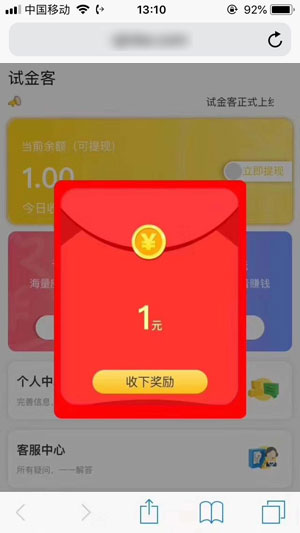 中国移动 13:10 92%
试金客
试金客正式上线
当前余额（可提现）
1.00
立即提现
今日收
¥
1元
海量
赚钱
收下奖励
个人中
完善信息，
客服中心
所有疑问，一一解答